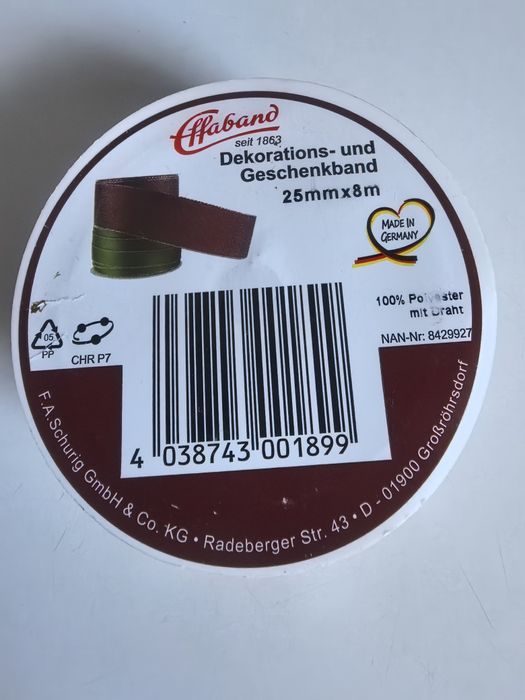 Effaband
seit 1863
Dekorations- und
Geschenkband
25mmx8m
MADE IN
GERMANY
100% Polyester
mit Draht
NAN-Nr: 8429927
05
PP
CHR P7
4 038743 001899
F.A.Schurig GmbH & Co. KG • Radeberger Str. 43 • D - 01900 Großröhrsdorf